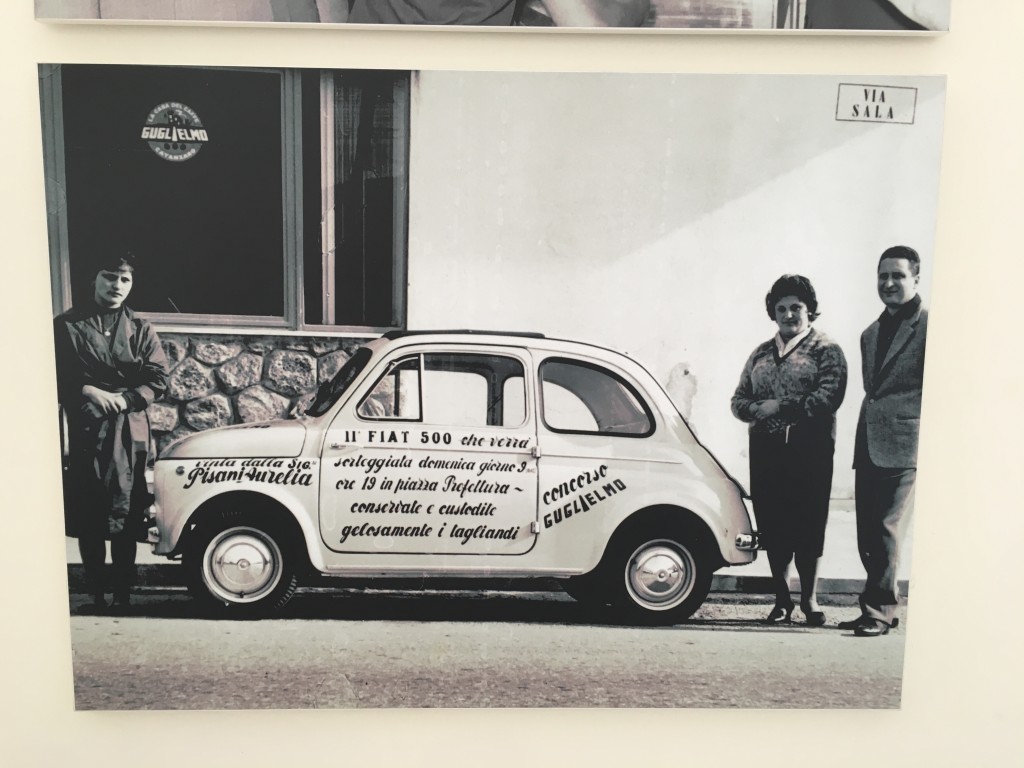 LA CASA DEL CAFFÈ
GUGLIELMO
CATANZARO
VIA
SALA
11ª FIAT 500 che verrà
sorteggiata domenica giorno 9
ore 19 in piazza Prefettura ~
conservate e custodite
gelosamente i tagliandi
vinta dalla Sig.ra
Pisani Aurelia
concorso
GUGLIELMO